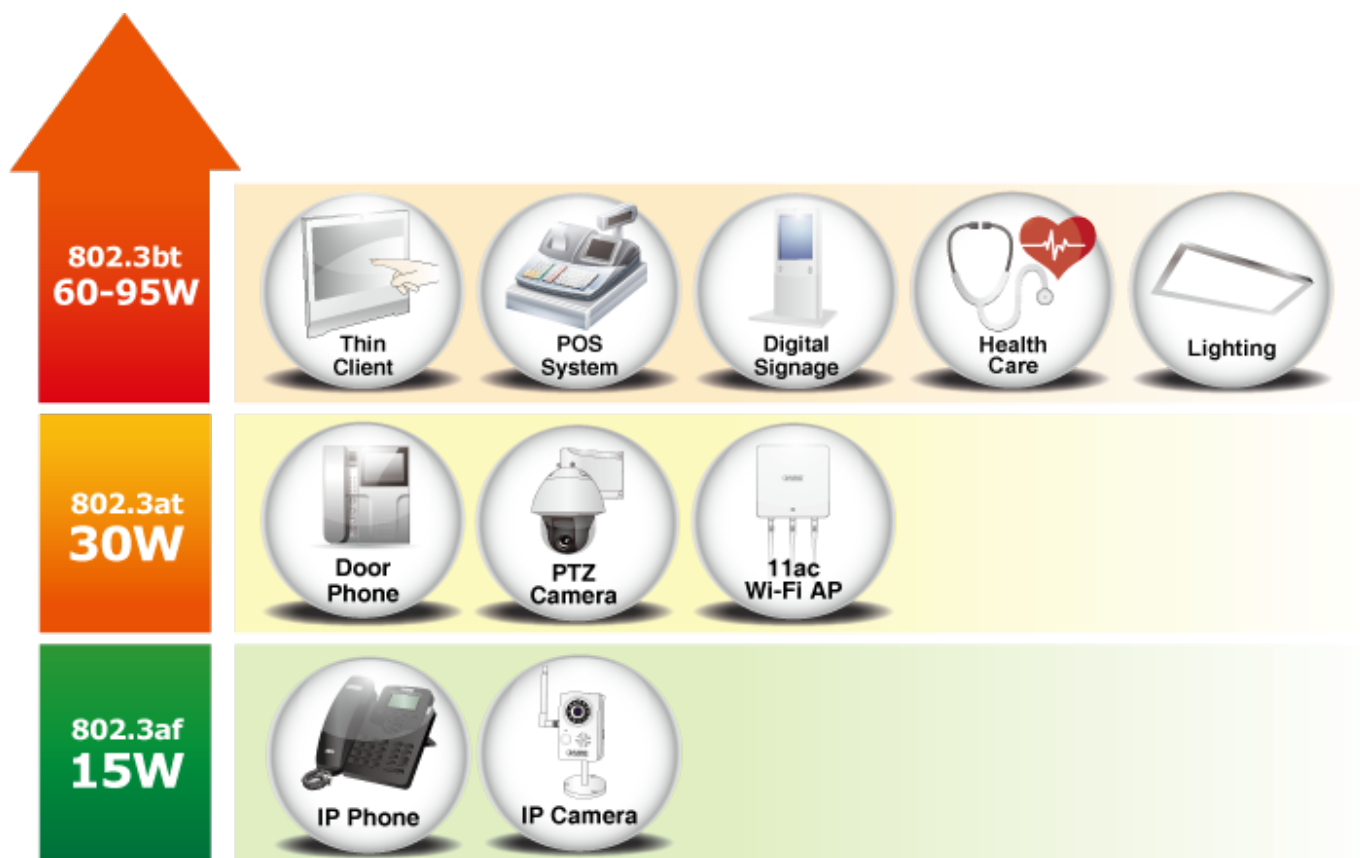 802.3bt
60-95W
Thin
Client
POS
System
Digital
Signage
Health
Care
Lighting
802.3at
30W
Door
Phone
PTZ
Camera
11ac
Wi-Fi AP
802.3af
15W
IP Phone
IP Camera